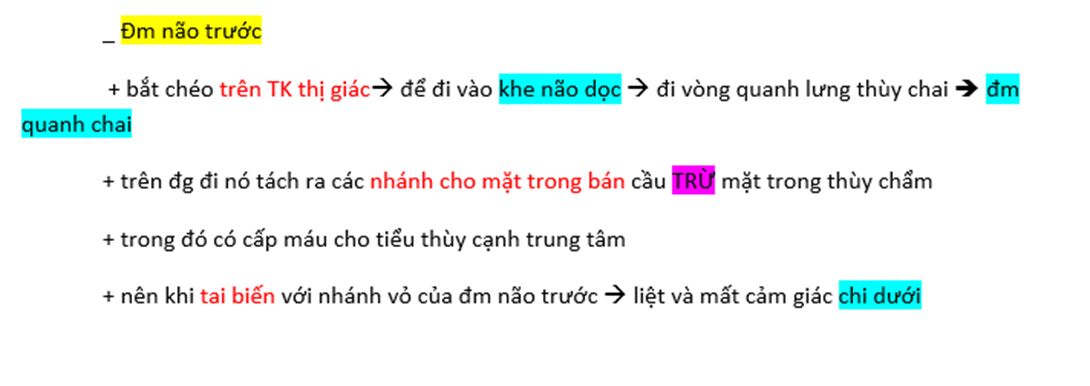 _ Đm não trước
+ bắt chéo trên TK thị giác→ để đi vào khe não dọc → đi vòng quanh lưng thùy chai → đm
quanh chai
+ trên đg đi nó tách ra các nhánh cho mặt trong bán cầu TRỪ mặt trong thùy chẩm
+ trong đó có cấp máu cho tiểu thùy cạnh trung tâm
+ nên khi tai biến với nhánh vỏ của đm não trước → liệt và mất cảm giác chi dưới